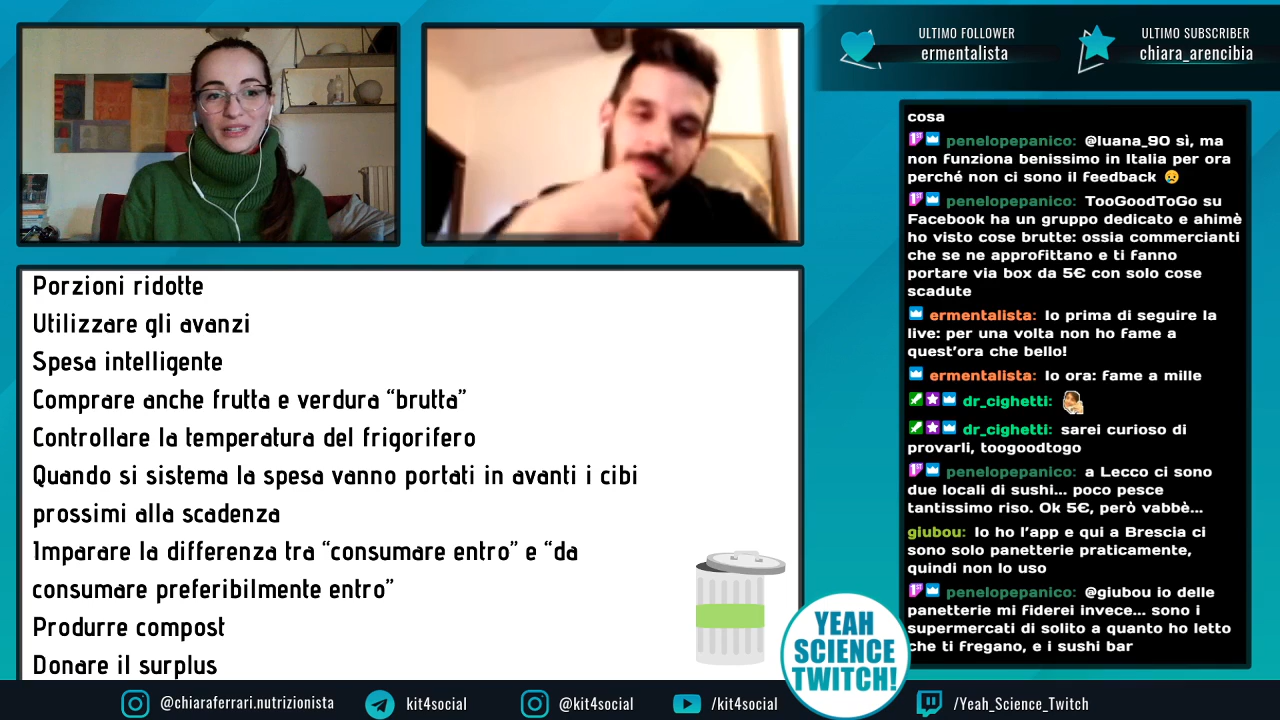 ULTIMO FOLLOWER
ermentalista
ULTIMO SUBSCRIBER
chiara_arencibia
Porzioni ridotte
Utilizzare gli avanzi
Spesa intelligente
Comprare anche frutta e verdura “brutta”
Controllare la temperatura del frigorifero
Quando si sistema la spesa vanno portati in avanti i cibi
prossimi alla scadenza
Imparare la differenza tra “consumare entro” e “da
consumare preferibilmente entro”
Produrre compost
Donare il surplus
cosa
penelopepanico: @luana_90 sì, ma
non funziona benissimo in Italia per ora
perché non ci sono il feedback
penelopepanico: TooGoodToGo su
Facebook ha un gruppo dedicato e ahimè
ho visto cose brutte: ossia commercianti
che se ne approfittano e ti fanno
portare via box da 5€ con solo cose
scadute
ermentalista: Io prima di seguire la
live: per una volta non ho fame a
quest'ora che bello!
ermentalista: Io ora: fame a mille
dr_cighetti:
dr_cighetti: sarei curioso di
provarli, toogoodtogo
penelopepanico: a Lecco ci sono
due locali di sushi... poco pesce
tantissimo riso. Ok 5€, però vabbè...
giubou: Io ho l'app e qui a Brescia ci
sono solo panetterie praticamente,
quindi non lo uso
penelopepanico: @giubou io delle
panetterie mi fiderei invece... sono i
supermercati di solito a quanto ho letto
che ti fregano, e i sushi bar
YEAH
SCIENCE
TWITCH!
@chiaraferrari.nutrizionista
kit4social
@kit4social
/kit4social
/Yeah_Science_Twitch